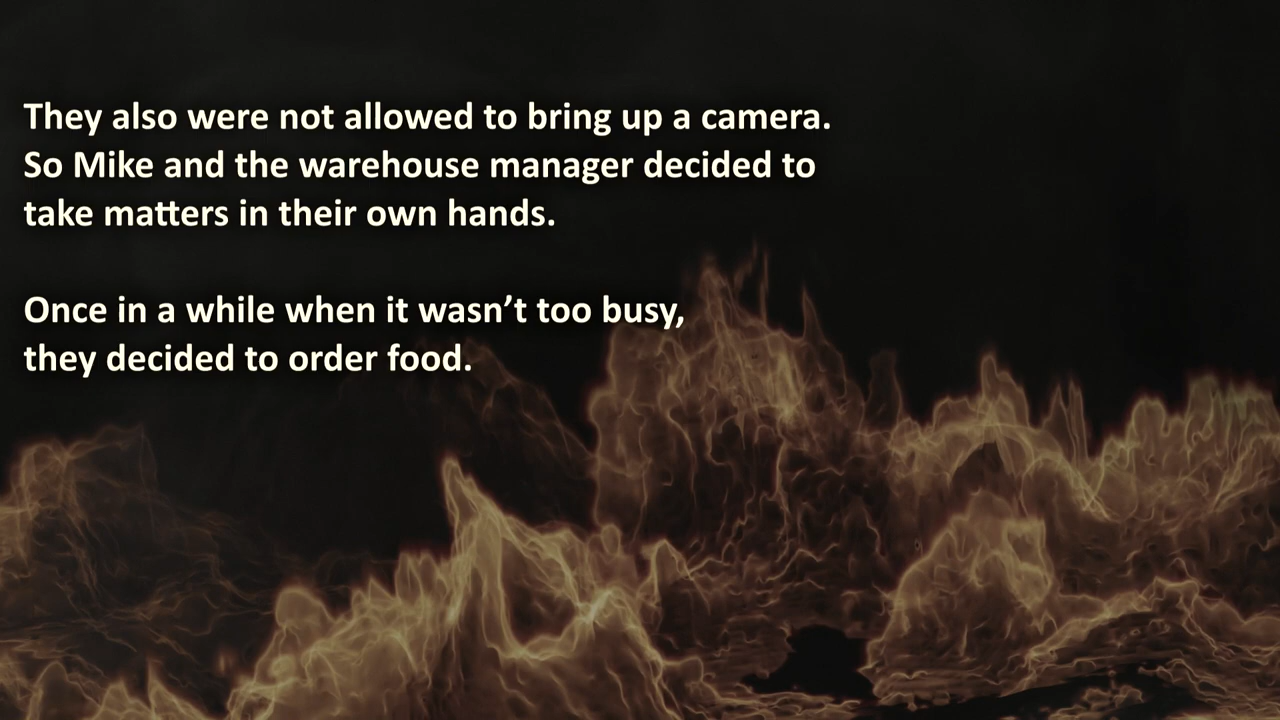 They also were not allowed to bring up a camera.
So Mike and the warehouse manager decided to
take matters in their own hands.
Once in a while when it wasn’t too busy,
they decided to order food.